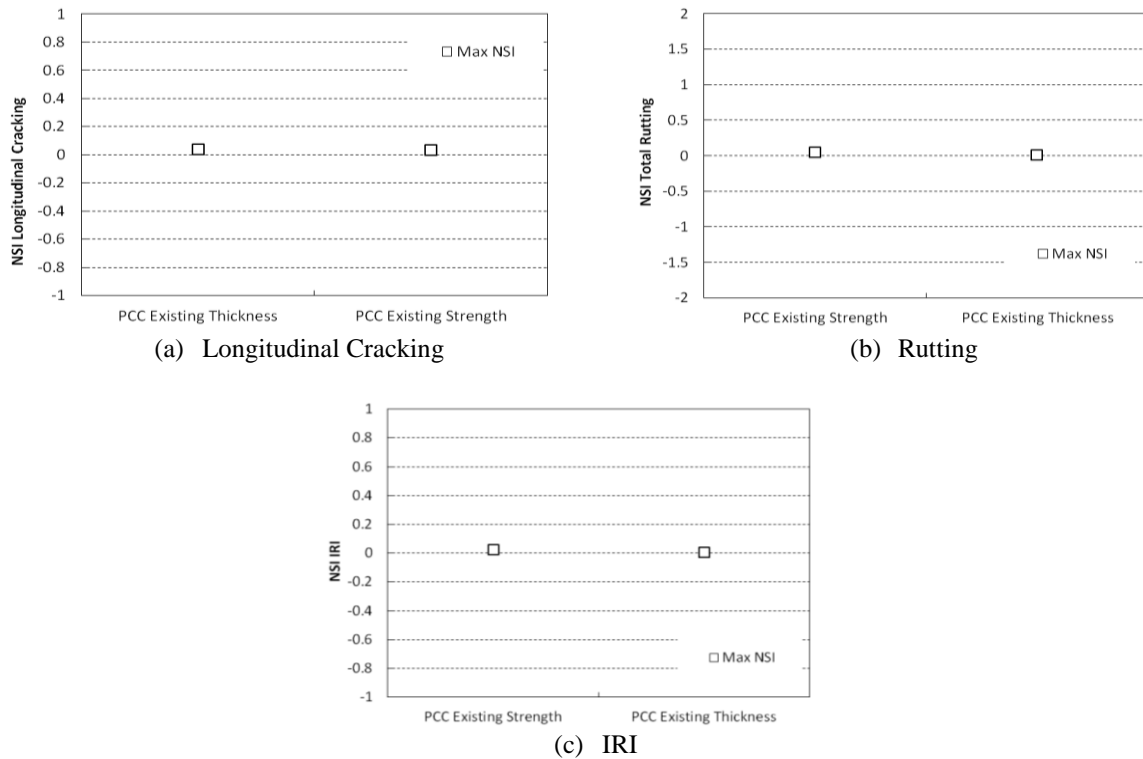 1
0.8
0.6
0.4
0.2
0
-0.2
-0.4
-0.6
-0.8
-1
NSI Longitudinal Cracking
Max NSI
PCC Existing Thickness PCC Existing Strength
(a) Longitudinal Cracking
2
1.5
1
0.5
0
-0.5
-1
-1.5
-2
NSI Total Rutting
Max NSI
PCC Existing Strength PCC Existing Thickness
(b) Rutting
1
0.8
0.6
0.4
0.2
0
-0.2
-0.4
-0.6
-0.8
-1
NSI IRI
Max NSI
PCC Existing Strength PCC Existing Thickness
(c) IRI